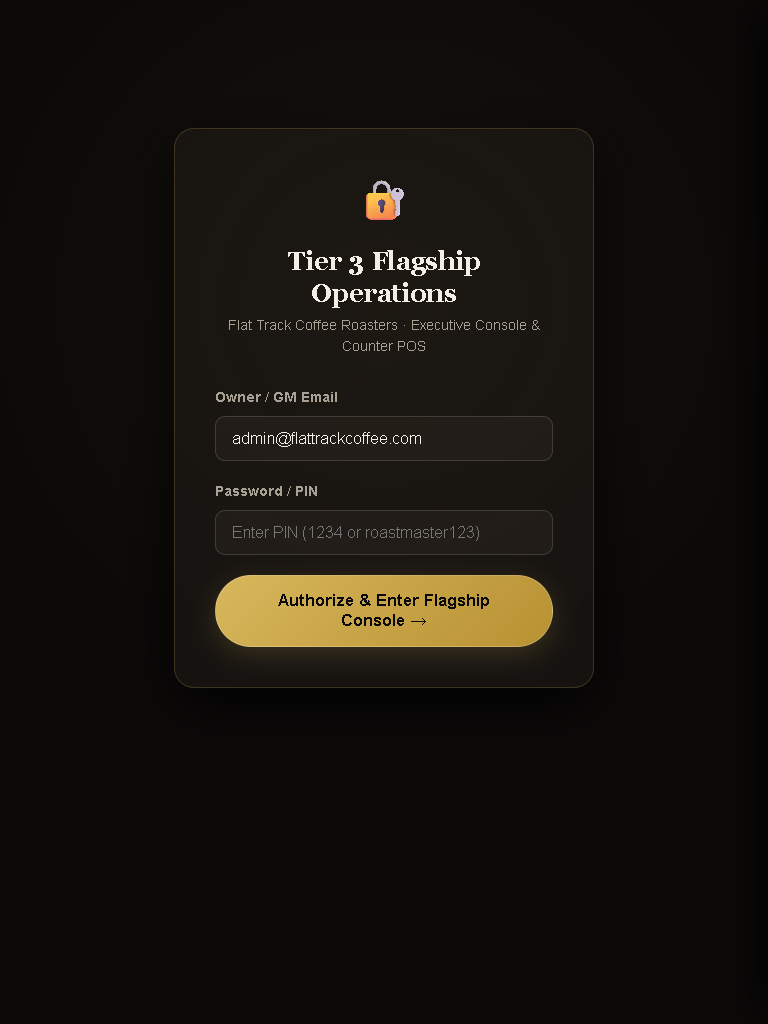 Tier 3 Flagship
Operations
Flat Track Coffee Roasters · Executive Console &
Counter POS
Owner / GM Email
admin@flattrackcoffee.com
Password / PIN
Enter PIN (1234 or roastmaster123)
Authorize & Enter Flagship
Console →